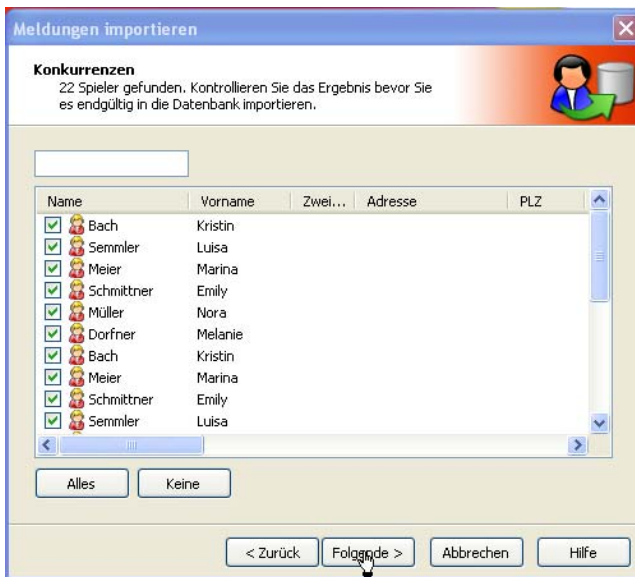 Meldungen importieren
Konkurrenzen
22 Spieler gefunden. Kontrollieren Sie das Ergebnis bevor Sie
es endgültig in die Datenbank importieren.
Name Vorname Zwei... Adresse PLZ
Bach Kristin
Semmler Luisa
Meier Marina
Schmittner Emily
Müller Nora
Dorfner Melanie
Bach Kristin
Meier Marina
Schmittner Emily
Semmler Luisa
Alles Keine
< Zurück Folgende > Abbrechen Hilfe